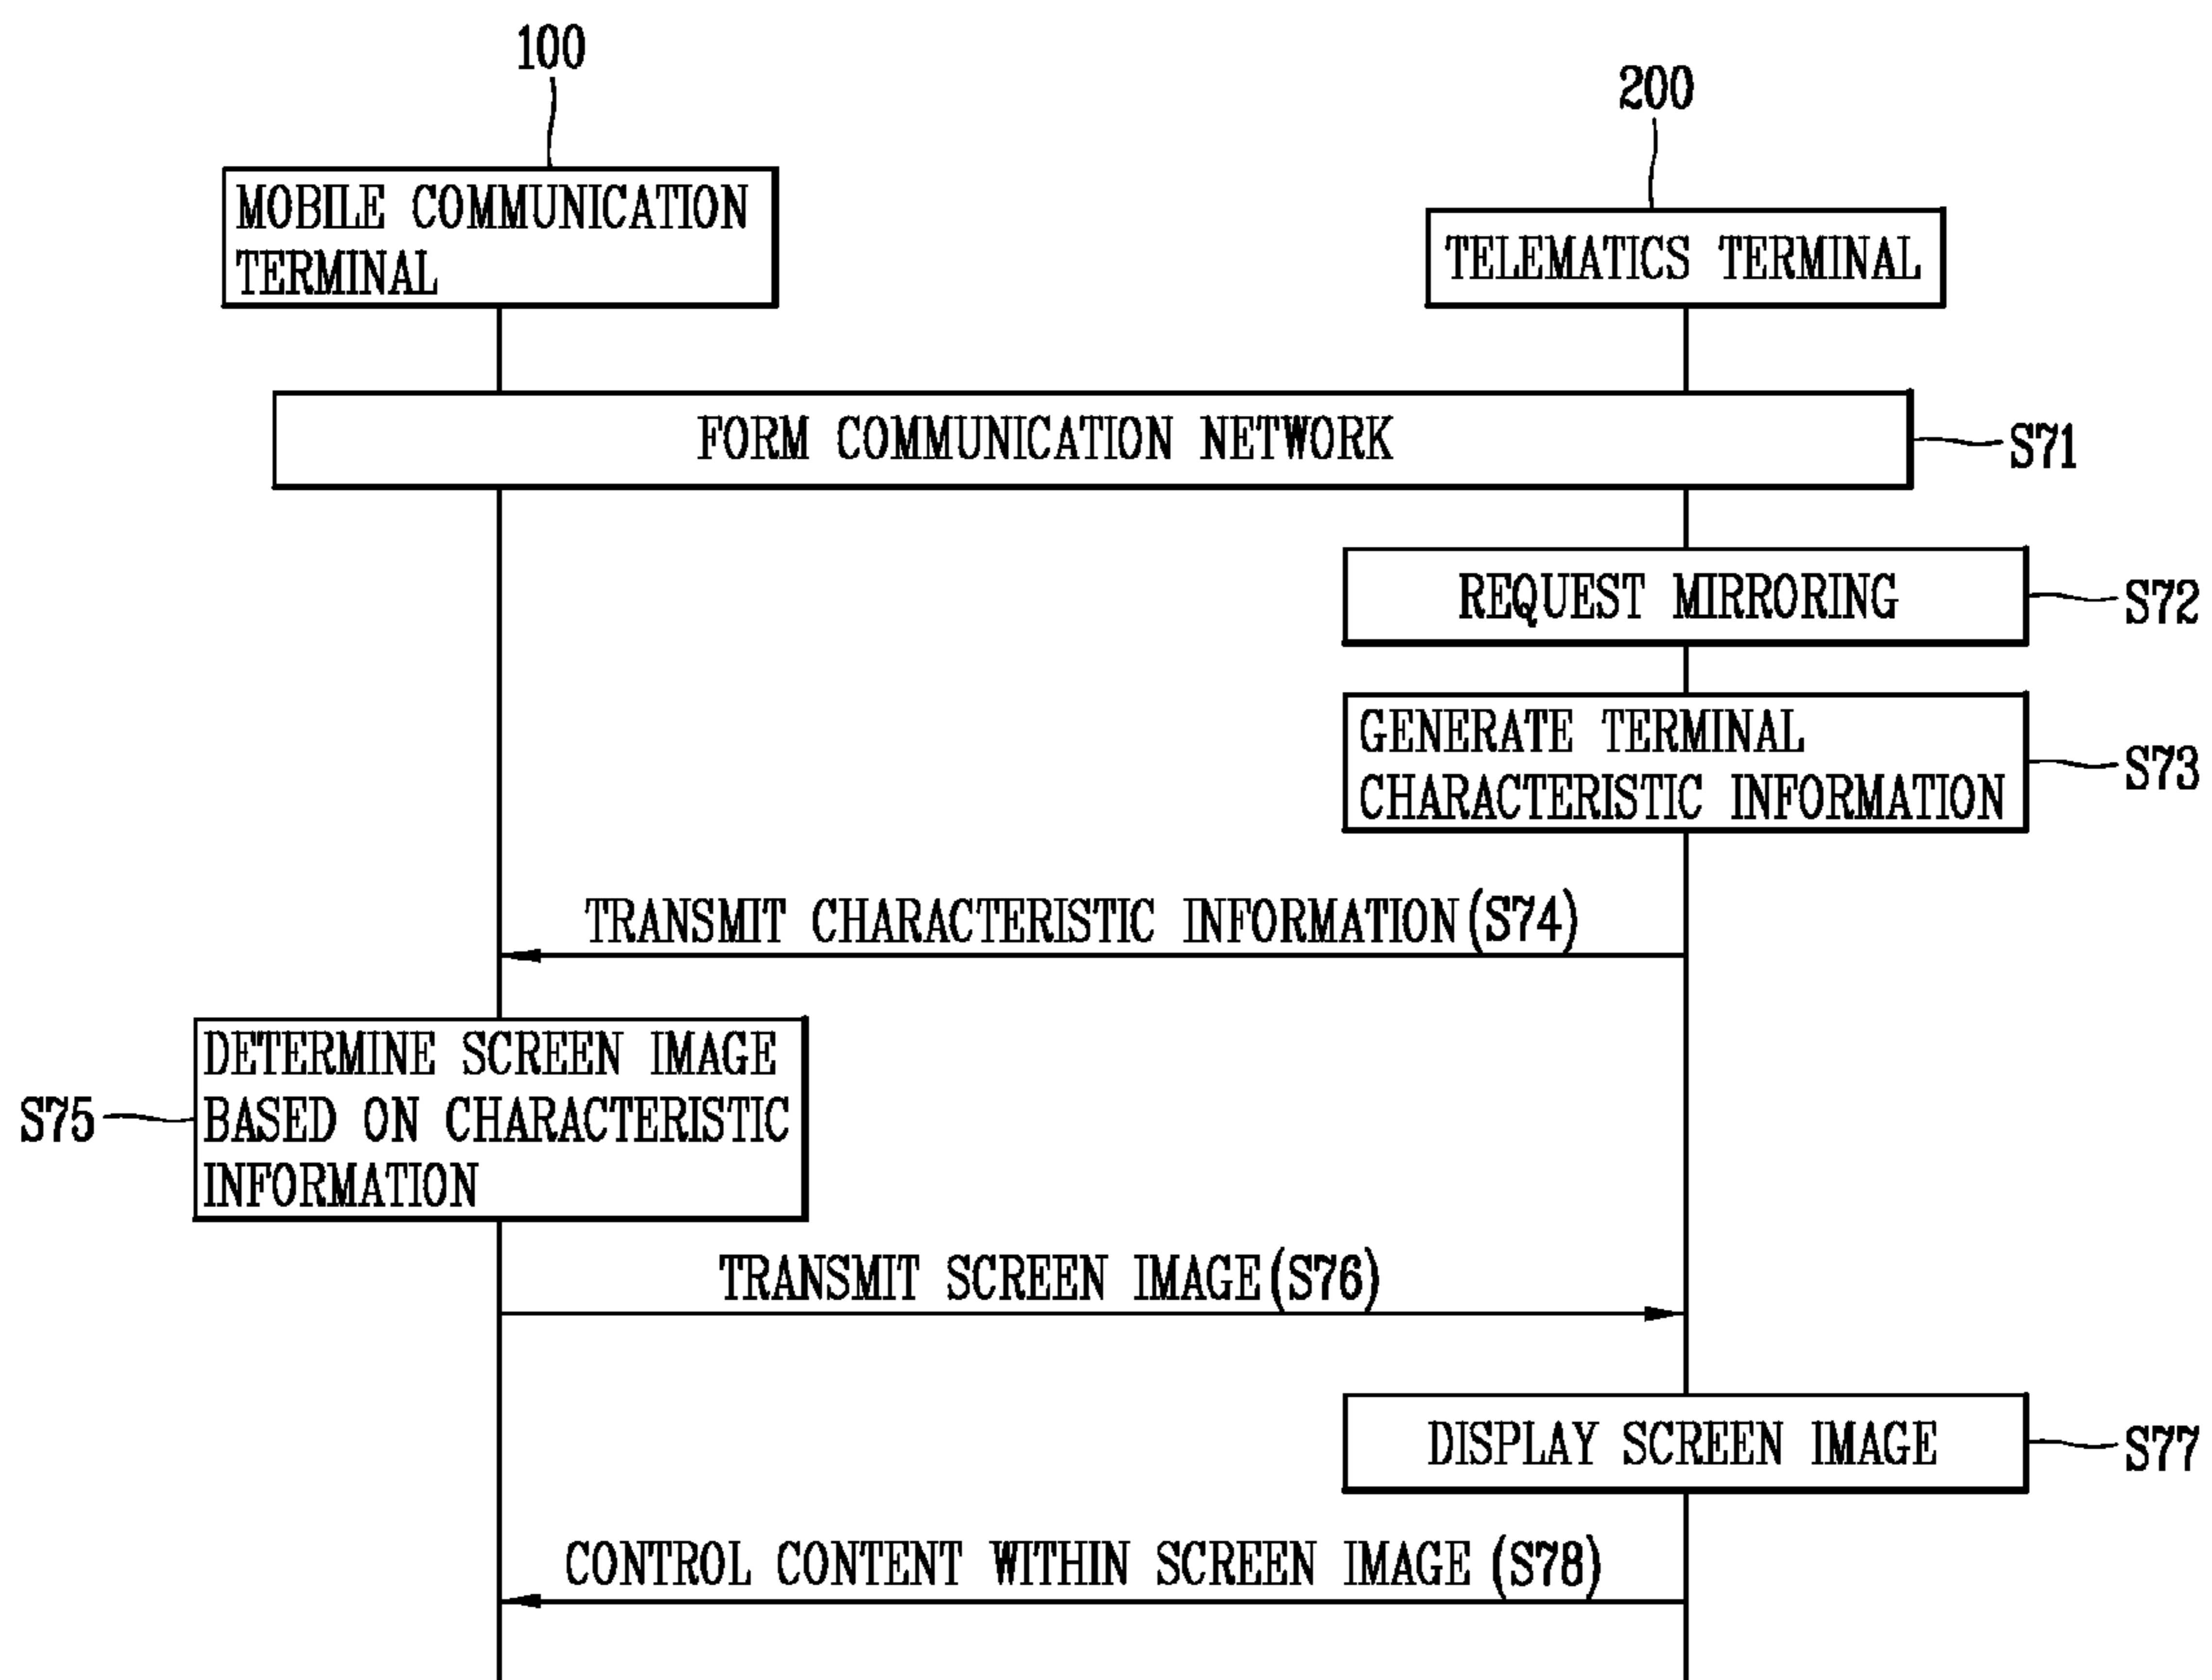 100
200
MOBILE COMMUNICATION
TERMINAL
TELEMATICS TERMINAL
FORM COMMUNICATION NETWORK
S71
REQUEST MIRRORING
S72
GENERATE TERMINAL
CHARACTERISTIC INFORMATION
S73
TRANSMIT CHARACTERISTIC INFORMATION(S74)
DETERMINE SCREEN IMAGE
BASED ON CHARACTERISTIC
INFORMATION
S75
TRANSMIT SCREEN IMAGE(S76)
DISPLAY SCREEN IMAGE
S77
CONTROL CONTENT WITHIN SCREEN IMAGE (S78)